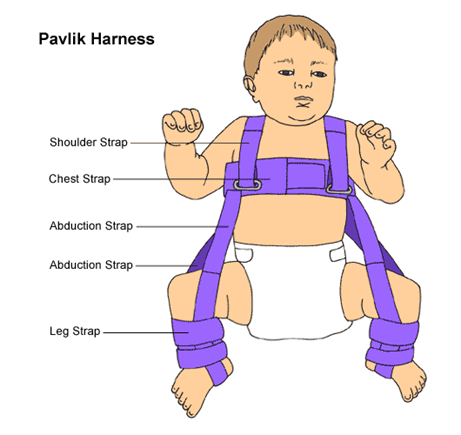 Pavlik Harness
Shoulder Strap
Chest Strap
Abduction Strap
Abduction Strap
Leg Strap